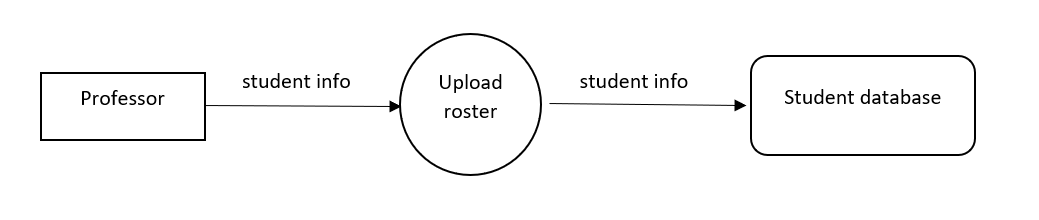 Professor
student info
Upload
roster
student info
Student database